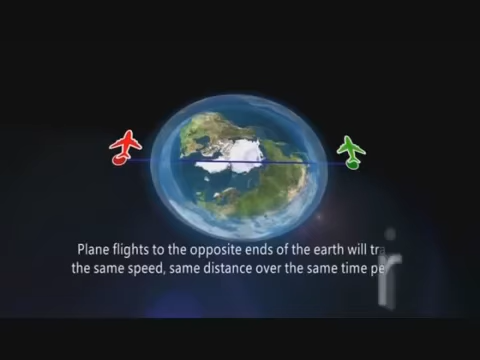 Plane flights to the opposite ends of the earth will tra
the same speed, same distance over the same time pe
r